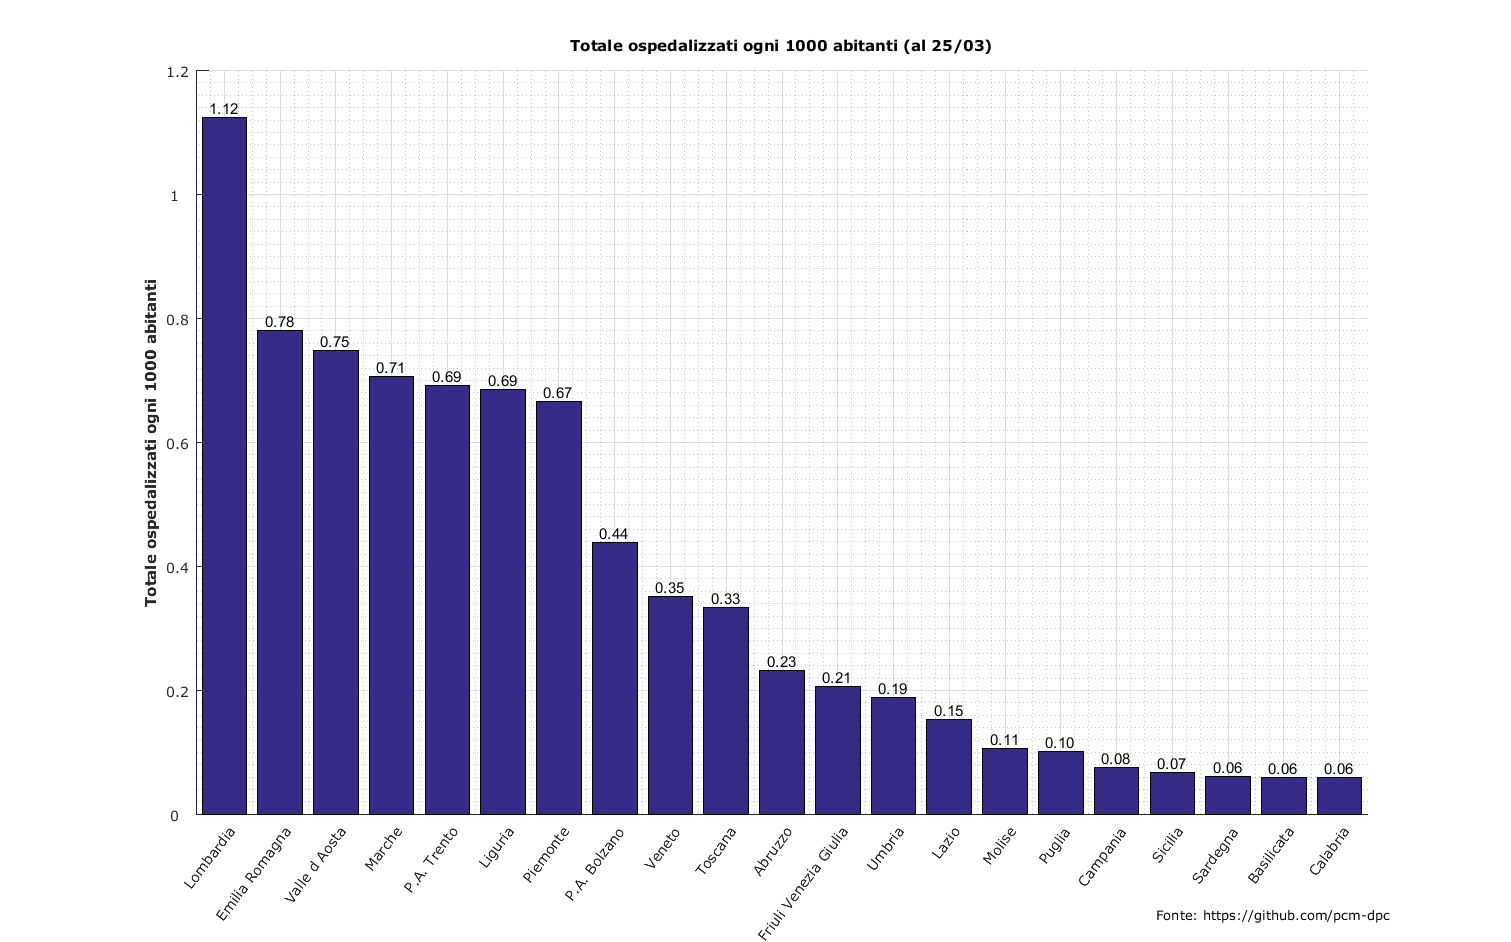 Totale ospedalizzati ogni 1000 abitanti (al 25/03)
Totale ospedalizzati ogni 1000 abitanti
1.2
1
0.8
0.6
0.4
0.2
0
1.12
0.78
0.75
0.71
0.69
0.69
0.67
0.44
0.35
0.33
0.23
0.21
0.19
0.15
0.11
0.10
0.08
0.07
0.06
0.06
0.06
Lombardia
Emilia Romagna
Valle d Aosta
Marche
P.A. Trento
Liguria
Piemonte
P.A. Bolzano
Veneto
Toscana
Abruzzo
Friuli Venezia Giulia
Umbria
Lazio
Molise
Puglia
Campania
Sicilia
Sardegna
Basilicata
Calabria
Fonte: https://github.com/pcm-dpc